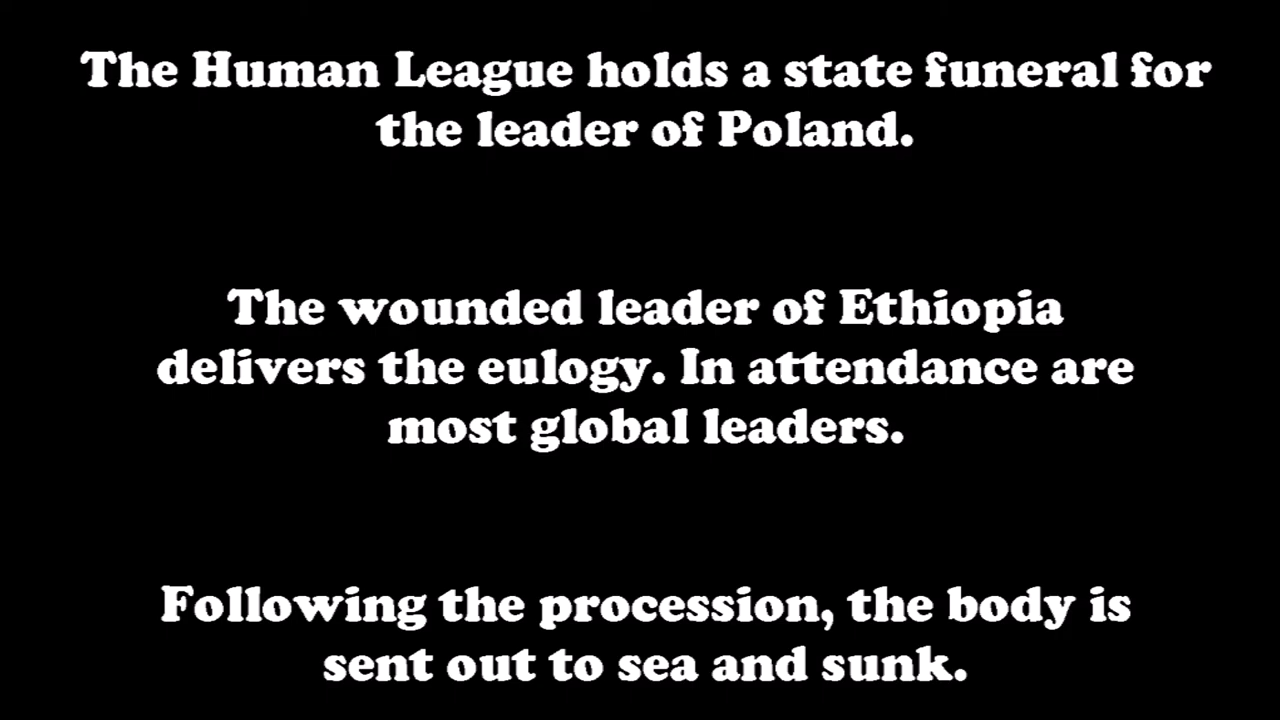 The Human League holds a state funeral for
the leader of Poland.
The wounded leader of Ethiopia
delivers the eulogy. In attendance are
most global leaders.
Following the procession, the body is
sent out to sea and sunk.